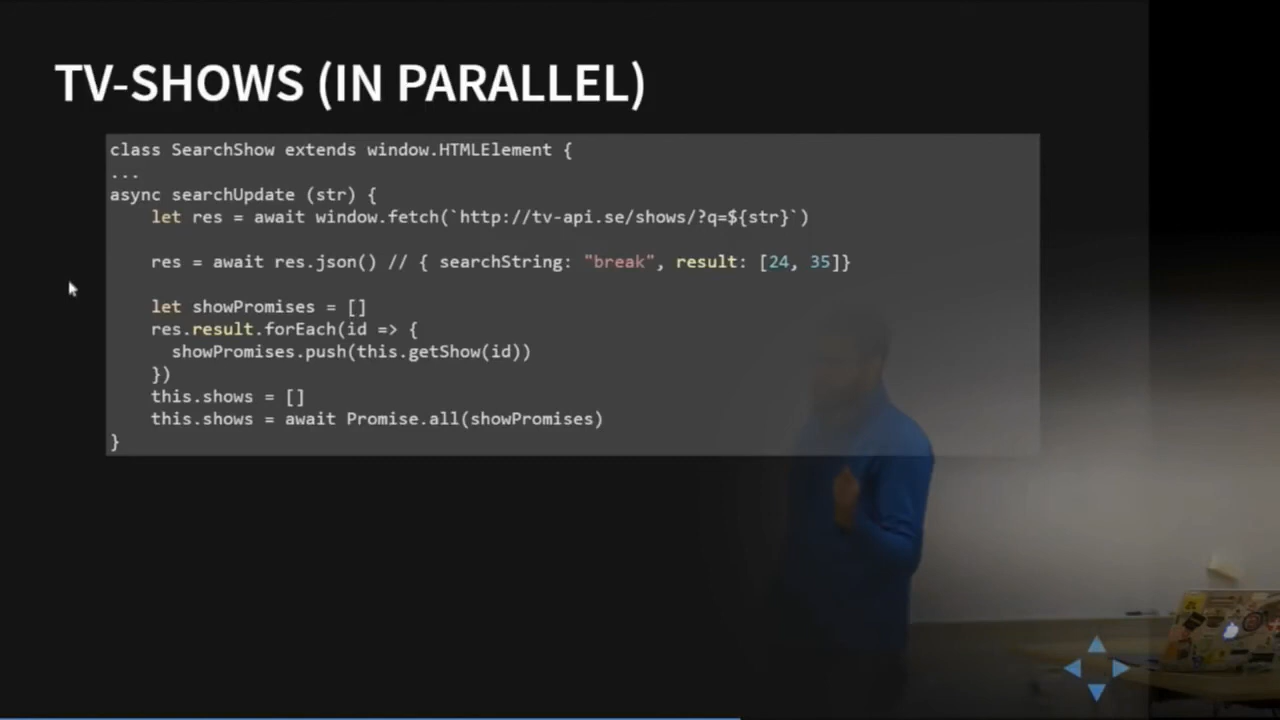 TV-SHOWS (IN PARALLEL)
class SearchShow extends window.HTMLElement {
...
async searchUpdate (str) {
    let res = await window.fetch(`http://tv-api.se/shows/?q=${str}`)
    res = await res.json() // { searchString: "break", result: [24, 35]}
    let showPromises = []
    res.result.forEach(id => {
      showPromises.push(this.getShow(id))
    })
    this.shows = []
    this.shows = await Promise.all(showPromises)
}